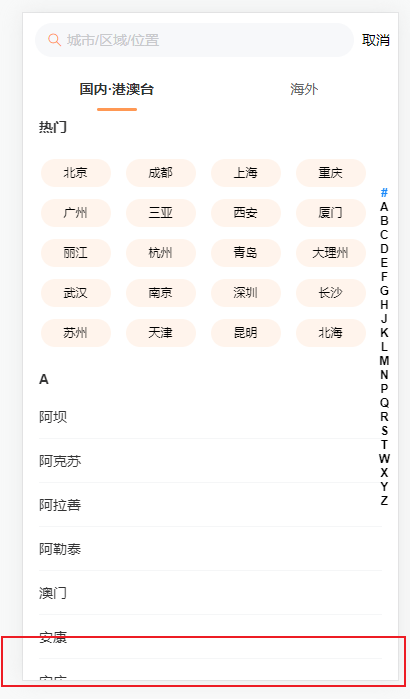 城市/区域/位置 取消
国内·港澳台 海外
热门
北京 成都 上海 重庆
广州 三亚 西安 厦门
丽江 杭州 青岛 大理州
武汉 南京 深圳 长沙
苏州 天津 昆明 北海
#
A
B
C
D
E
F
G
H
J
K
L
M
N
P
Q
R
S
T
W
X
Y
Z
A
阿坝
阿克苏
阿拉善
阿勒泰
澳门
安康